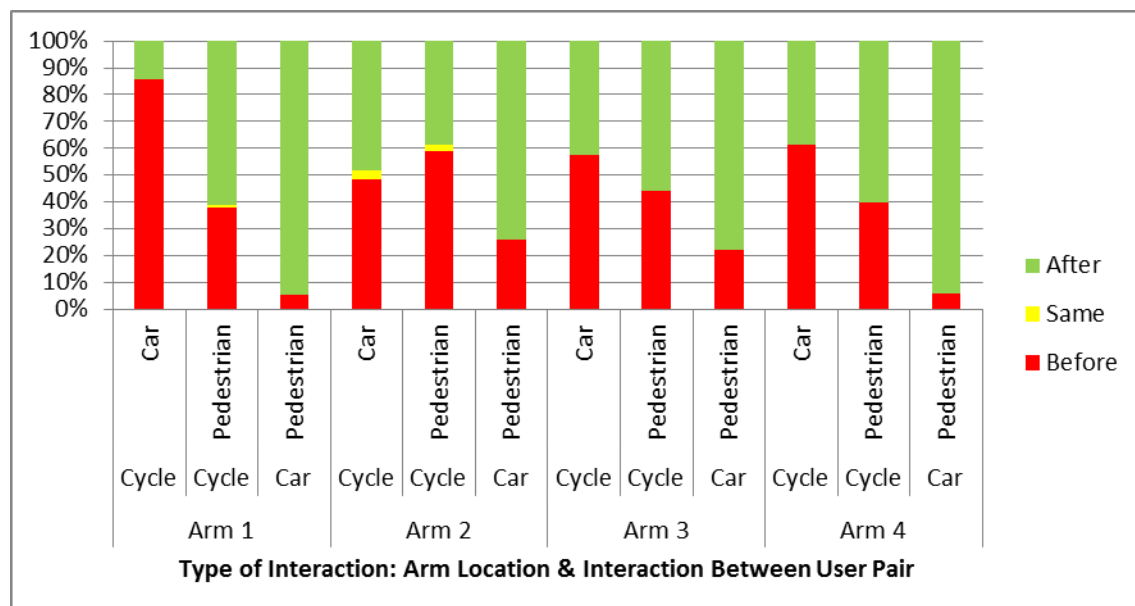 100%
90%
80%
70%
60%
50%
40%
30%
20%
10%
0%
Car Pedestrian Pedestrian Car Pedestrian Pedestrian Car Pedestrian Pedestrian Car Pedestrian Pedestrian
Cycle Cycle Car Cycle Cycle Car Cycle Cycle Car Cycle Cycle Car
Arm 1 Arm 2 Arm 3 Arm 4
Type of Interaction: Arm Location & Interaction Between User Pair
After
Same
Before